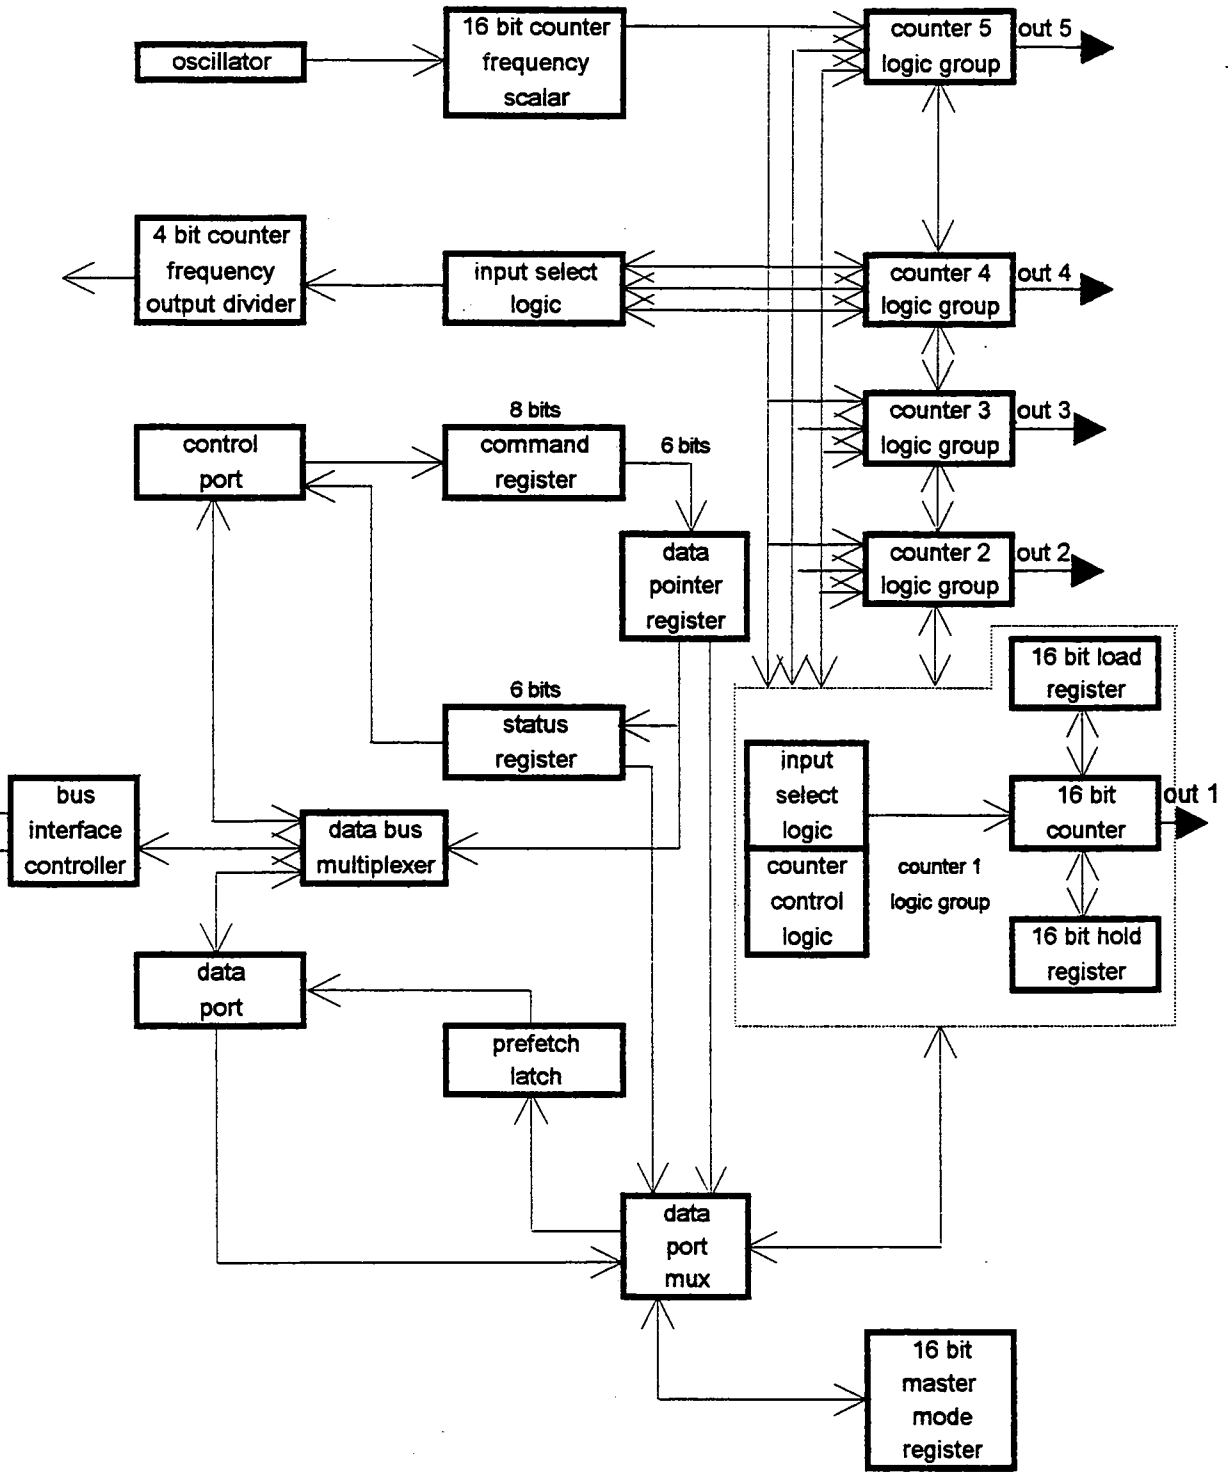 oscillator
16 bit counter
frequency
scalar
counter 5
logic group
out 5
4 bit counter
frequency
output divider
input select
logic
counter 4
logic group
out 4
control
port
8 bits
command
register
6 bits
counter 3
logic group
out 3
data
pointer
register
counter 2
logic group
out 2
6 bits
status
register
16 bit load
register
input
select
logic
counter
control
logic
counter 1
logic group
16 bit
counter
out 1
16 bit hold
register
bus
interface
controller
data bus
multiplexer
data
port
prefetch
latch
data
port
mux
16 bit
master
mode
register